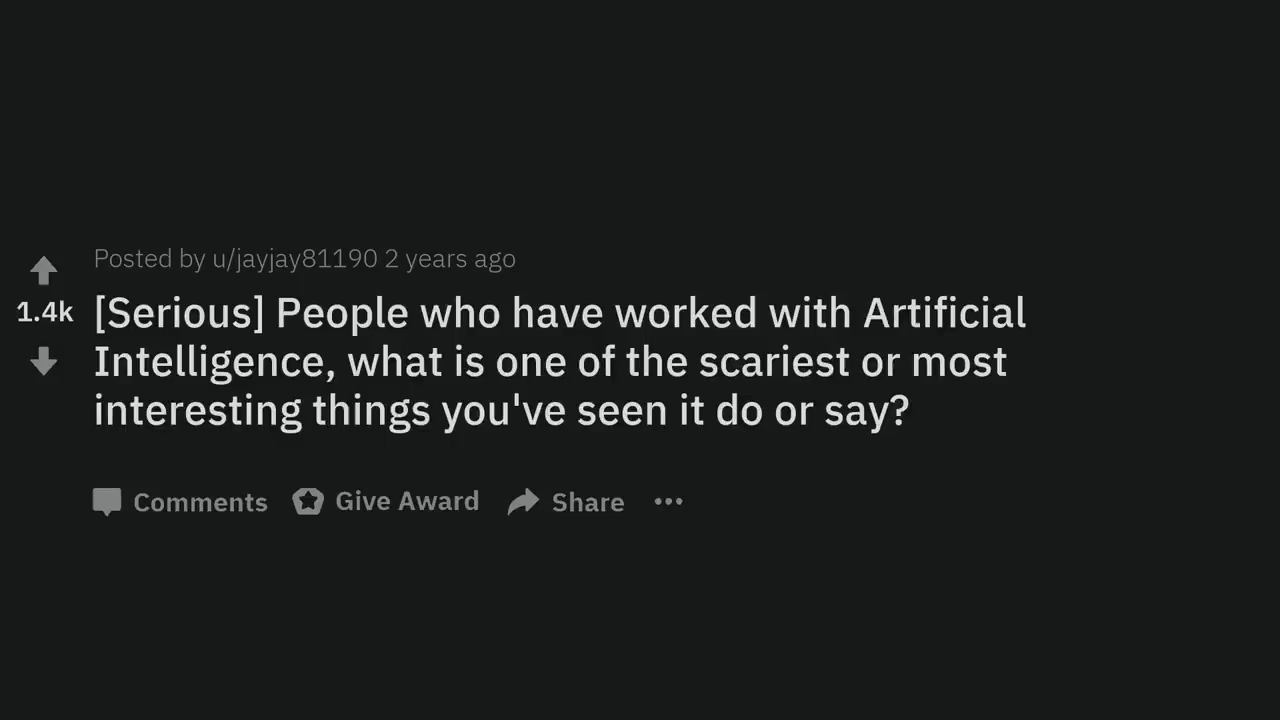 Posted by u/jayjay81190 2 years ago
1.4k
[Serious] People who have worked with Artificial
Intelligence, what is one of the scariest or most
interesting things you've seen it do or say?
Comments Give Award Share •••